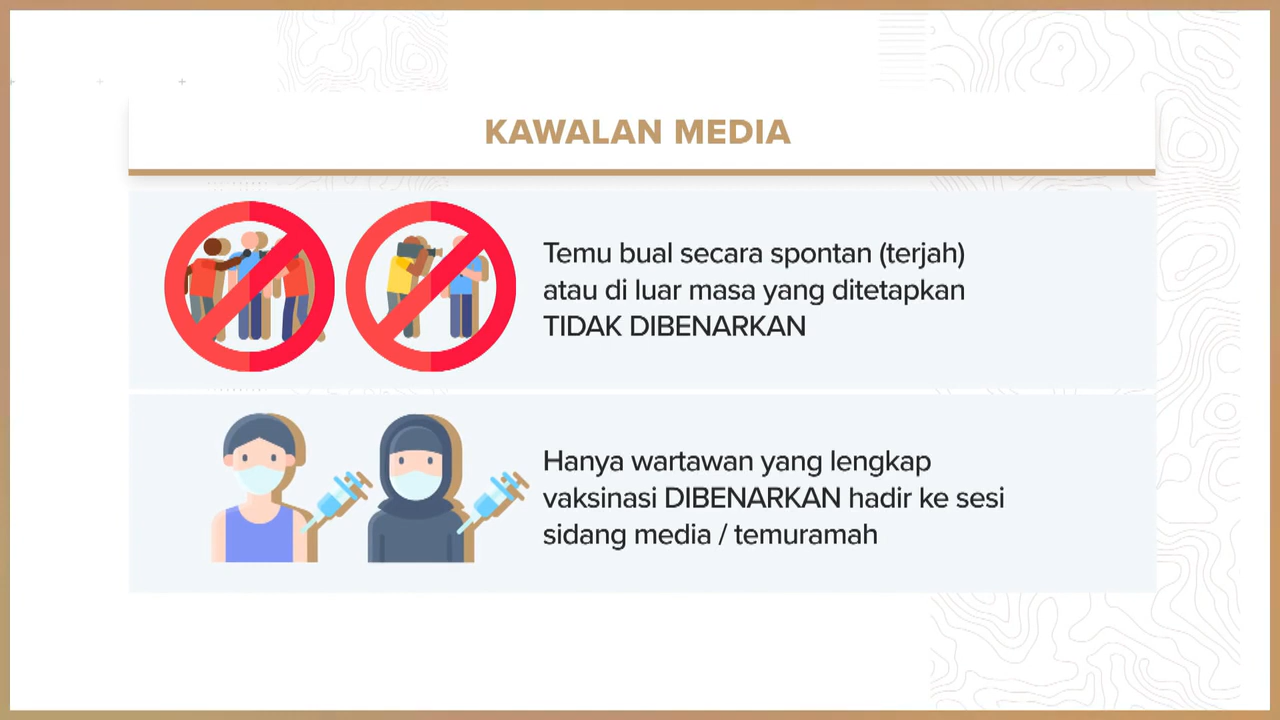 KAWALAN MEDIA
Temu bual secara spontan (terjah)
atau di luar masa yang ditetapkan
TIDAK DIBENARKAN
Hanya wartawan yang lengkap
vaksinasi DIBENARKAN hadir ke sesi
sidang media / temuramah